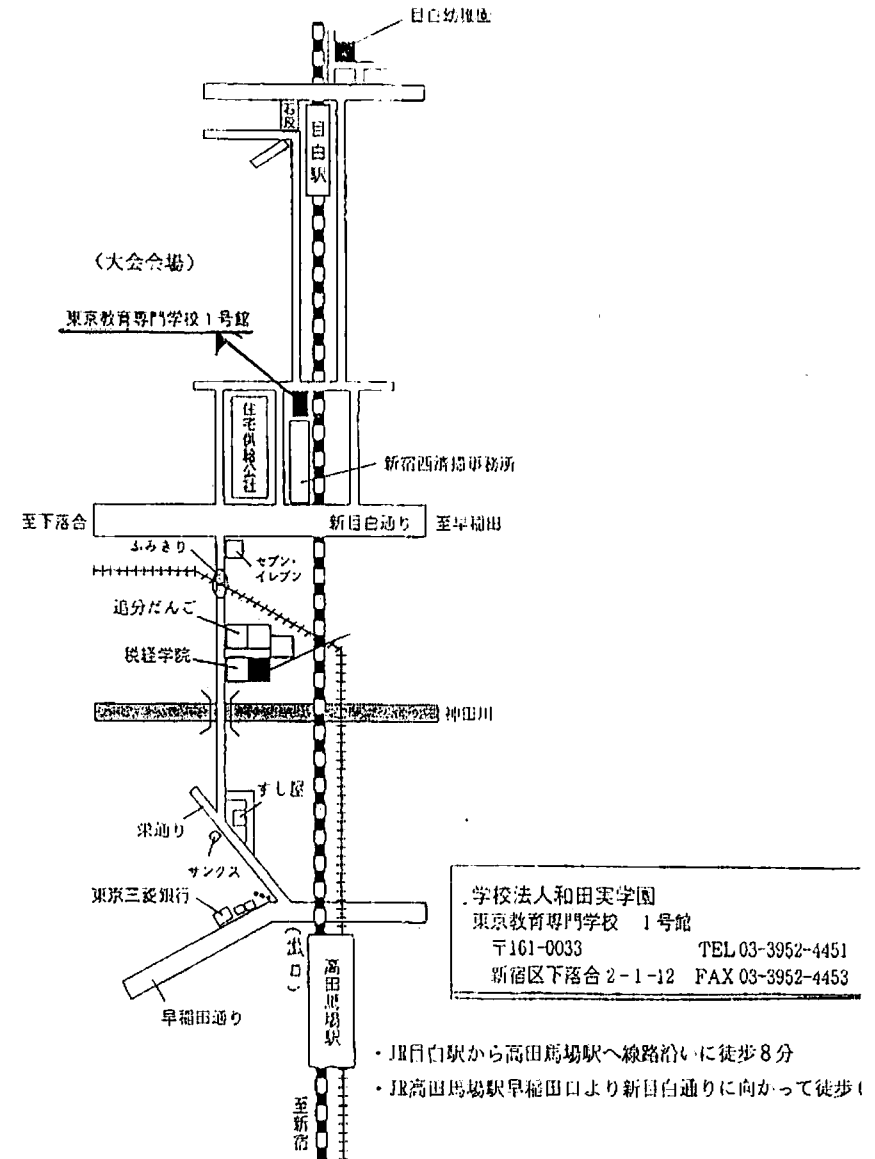 目白幼稚園
目白駅
(大会会場)
東京教育専門学校1号館
住宅供給公社
新宿西清掃事務所
至下落合
新目白通り
至早稲田
ふみきり
セブン・
イレブン
追分だんご
税経学院
神田川
すし屋
栄通り
サンクス
東京三菱銀行
(出口)
高田馬場駅
早稲田通り
至新宿
学校法人和田実学園
東京教育専門学校 1号館
〒161-0033 TEL 03-3952-4451
新宿区下落合2-1-12 FAX 03-3952-4453
・JR目白駅から高田馬場駅へ線路沿いに徒歩8分
・JR高田馬場駅早稲田口より新目白通りに向かって徒歩